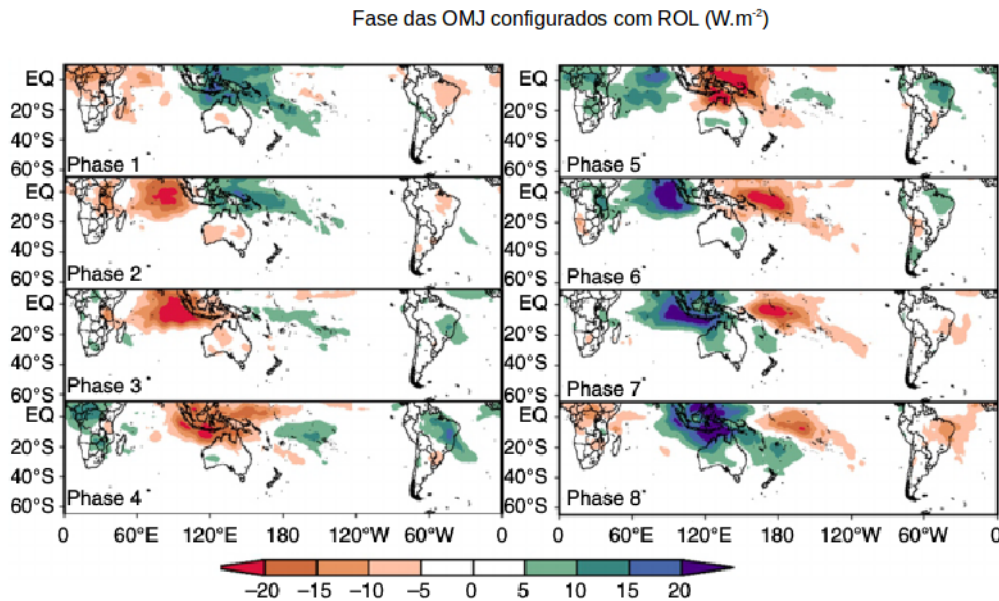 Fase das OMJ configurados com ROL (W.m-2)
EQ
20°S
40°S
60°S
Phase 1
EQ
20°S
40°S
60°S
Phase 2
EQ
20°S
40°S
60°S
Phase 3
EQ
20°S
40°S
60°S
Phase 4
0 60°E 120°E 180 120°W 60°W
EQ
20°S
40°S
60°S
Phase 5
EQ
20°S
40°S
60°S
Phase 6
EQ
20°S
40°S
60°S
Phase 7
EQ
20°S
40°S
60°S
Phase 8
0 60°E 120°E 180 120°W 60°W 0
−20 −15 −10 −5 0 5 10 15 20